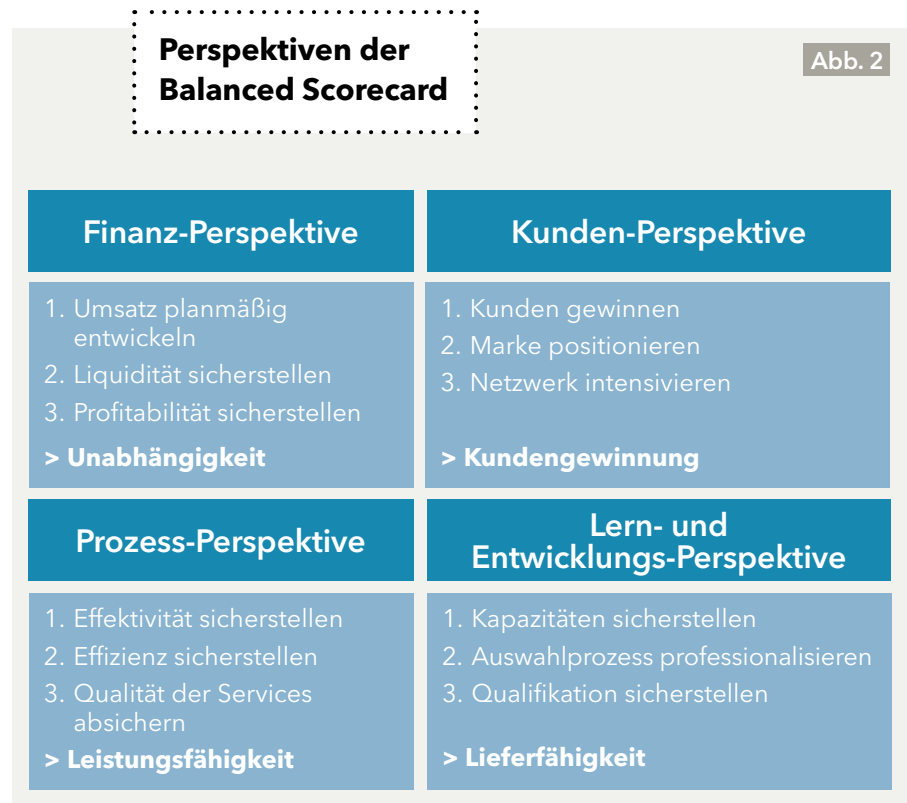 Perspektiven der
Balanced Scorecard
Abb. 2
Finanz-Perspektive
1. Umsatz planmäßig
entwickeln
2. Liquidität sicherstellen
3. Profitabilität sicherstellen
> Unabhängigkeit
Kunden-Perspektive
1. Kunden gewinnen
2. Marke positionieren
3. Netzwerk intensivieren
> Kundengewinnung
Prozess-Perspektive
1. Effektivität sicherstellen
2. Effizienz sicherstellen
3. Qualität der Services
absichern
> Leistungsfähigkeit
Lern- und
Entwicklungs-Perspektive
1. Kapazitäten sicherstellen
2. Auswahlprozess professionalisieren
3. Qualifikation sicherstellen
> Lieferfähigkeit